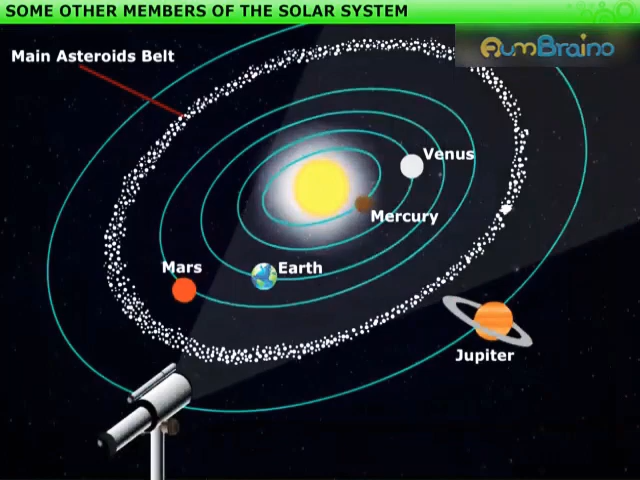 SOME OTHER MEMBERS OF THE SOLAR SYSTEM
AumBraino
Main Asteroids Belt
Venus
Mercury
Mars
Earth
Jupiter